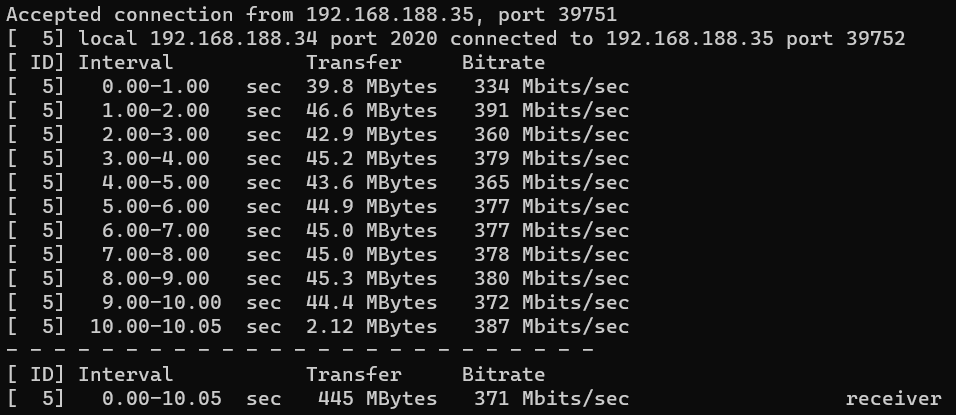 Accepted connection from 192.168.188.35, port 39751
[  5] local 192.168.188.34 port 2020 connected to 192.168.188.35 port 39752
[ ID] Interval           Transfer     Bitrate
[  5]   0.00-1.00   sec  39.8 MBytes   334 Mbits/sec
[  5]   1.00-2.00   sec  46.6 MBytes   391 Mbits/sec
[  5]   2.00-3.00   sec  42.9 MBytes   360 Mbits/sec
[  5]   3.00-4.00   sec  45.2 MBytes   379 Mbits/sec
[  5]   4.00-5.00   sec  43.6 MBytes   365 Mbits/sec
[  5]   5.00-6.00   sec  44.9 MBytes   377 Mbits/sec
[  5]   6.00-7.00   sec  45.0 MBytes   377 Mbits/sec
[  5]   7.00-8.00   sec  45.0 MBytes   378 Mbits/sec
[  5]   8.00-9.00   sec  45.3 MBytes   380 Mbits/sec
[  5]   9.00-10.00  sec  44.4 MBytes   372 Mbits/sec
[  5]  10.00-10.05  sec  2.12 MBytes   387 Mbits/sec
- - - - - - - - - - - - - - - - - - - - - - - - -
[ ID] Interval           Transfer     Bitrate
[  5]   0.00-10.05  sec   445 MBytes   371 Mbits/sec                  receiver